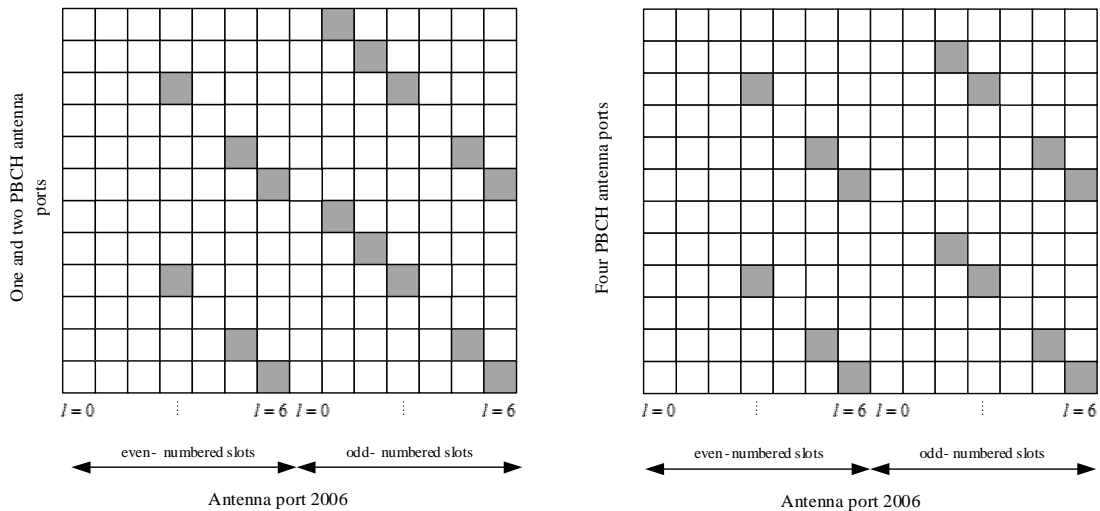 One and two PBCH antenna
ports
l = 0
⋮
l = 6
l = 0
⋮
l = 6
even- numbered slots
odd- numbered slots
Antenna port 2006
Four PBCH antenna ports
l = 0
⋮
l = 6
l = 0
⋮
l = 6
even-numbered slots
odd-numbered slots
Antenna port 2006